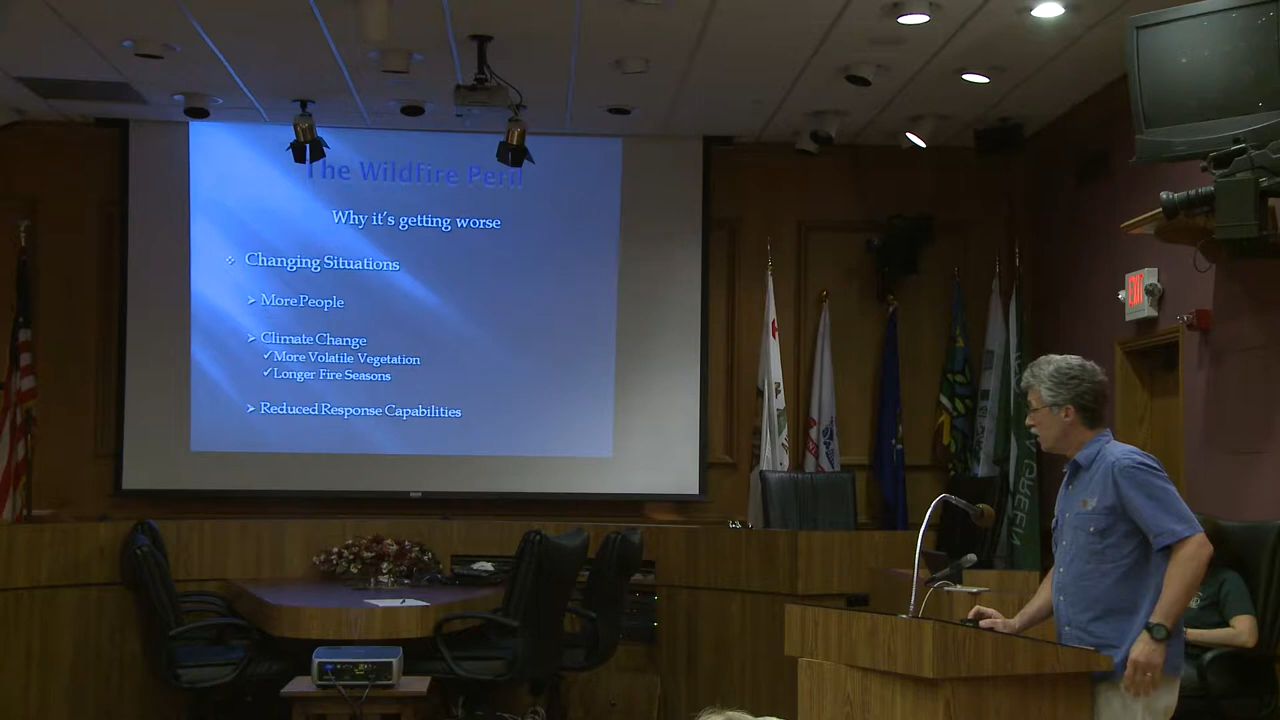 The Wildfire Peril
Why it's getting worse
❖ Changing Situations
➢ More People
➢ Climate Change
✓More Volatile Vegetation
✓Longer Fire Seasons
➢ Reduced Response Capabilities
EXIT
GREEN